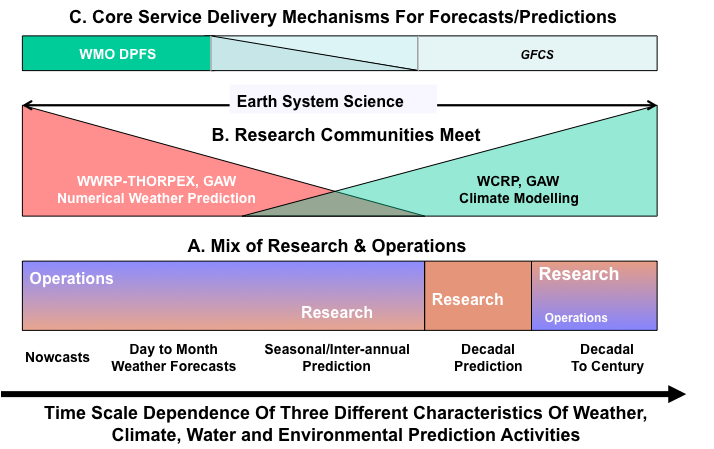 C. Core Service Delivery Mechanisms For Forecasts/Predictions
WMO DPFS
GFCS
Earth System Science
B. Research Communities Meet
WWRP-THORPEX, GAW
Numerical Weather Prediction
WCRP, GAW
Climate Modelling
A. Mix of Research & Operations
Operations
Research
Research
Research
Operations
Nowcasts
Day to Month
Weather Forecasts
Seasonal/Inter-annual
Prediction
Decadal
Prediction
Decadal
To Century
Time Scale Dependence Of Three Different Characteristics Of Weather,
Climate, Water and Environmental Prediction Activities